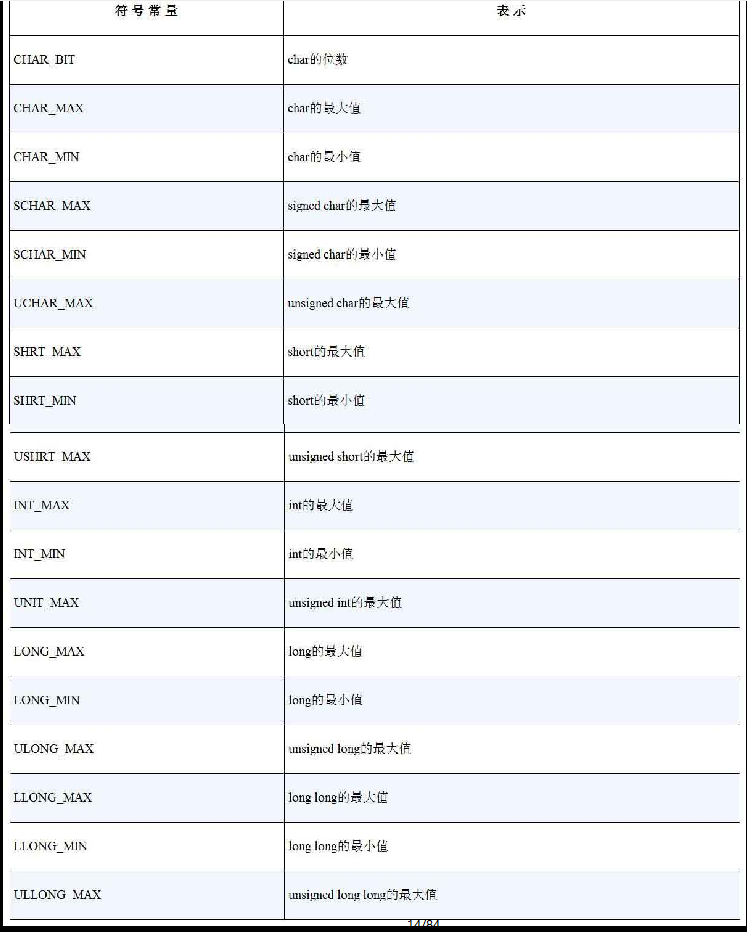 符号常量 表示
CHAR_BIT char的位数
CHAR_MAX char的最大值
CHAR_MIN char的最小值
SCHAR_MAX signed char的最大值
SCHAR_MIN signed char的最小值
UCHAR_MAX unsigned char的最大值
SHRT_MAX short的最大值
SHRT_MIN short的最小值
USHRT_MAX unsigned short的最大值
INT_MAX int的最大值
INT_MIN int的最小值
UNIT_MAX unsigned int的最大值
LONG_MAX long的最大值
LONG_MIN long的最小值
ULONG_MAX unsigned long的最大值
LLONG_MAX long long的最大值
LLONG_MIN long long的最小值
ULLONG_MAX unsigned long long的最大值
14/84